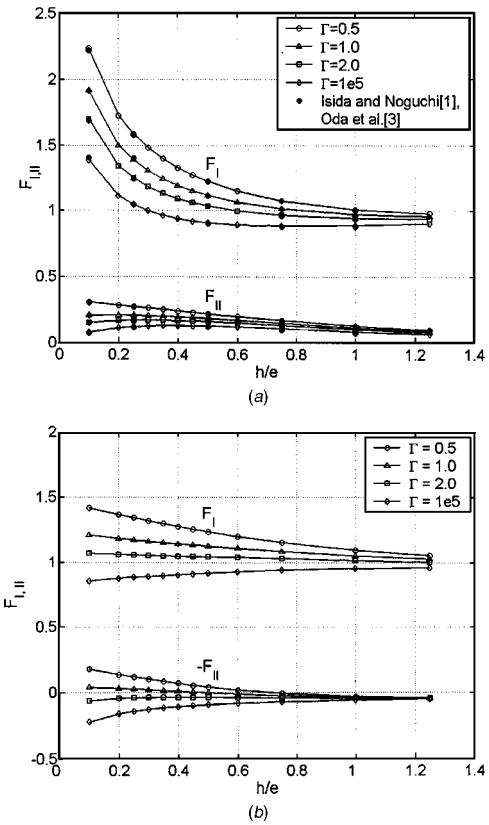 2.5
2
1.5
1
0.5
0
F_I,II
Γ=0.5
Γ=1.0
Γ=2.0
Γ=1e5
Isida and Noguchi[1],
Oda et al.[3]
F_I
F_II
0 0.2 0.4 0.6 0.8 1 1.2 1.4
h/e
(a)
2
1.5
1
0.5
0
-0.5
F_I, II
Γ = 0.5
Γ = 1.0
Γ = 2.0
Γ = 1e5
F_I
-F_II
0 0.2 0.4 0.6 0.8 1 1.2 1.4
h/e
(b)